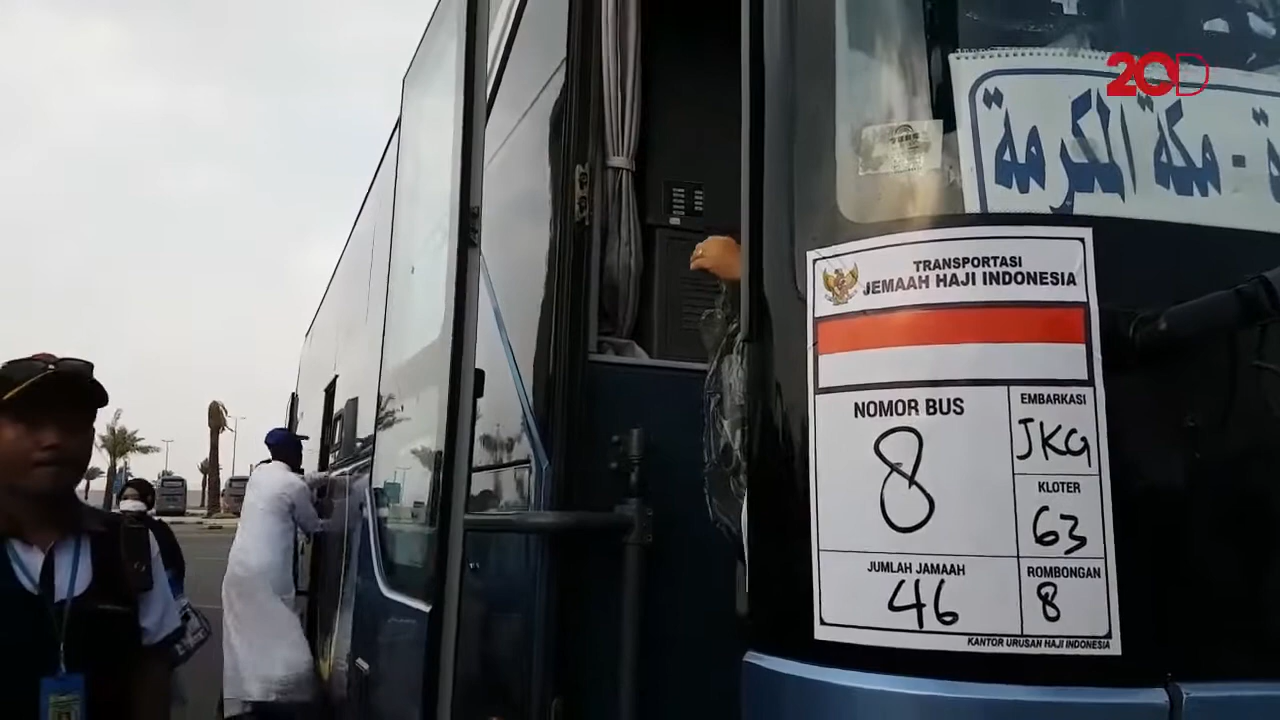 20D
ة - مكة المكرمة
TRANSPORTASI
JEMAAH HAJI INDONESIA
NOMOR BUS
8
EMBARKASI
JKG
KLOTER
63
JUMLAH JAMAAH
46
ROMBONGAN
8
KANTOR URUSAN HAJI INDONESIA